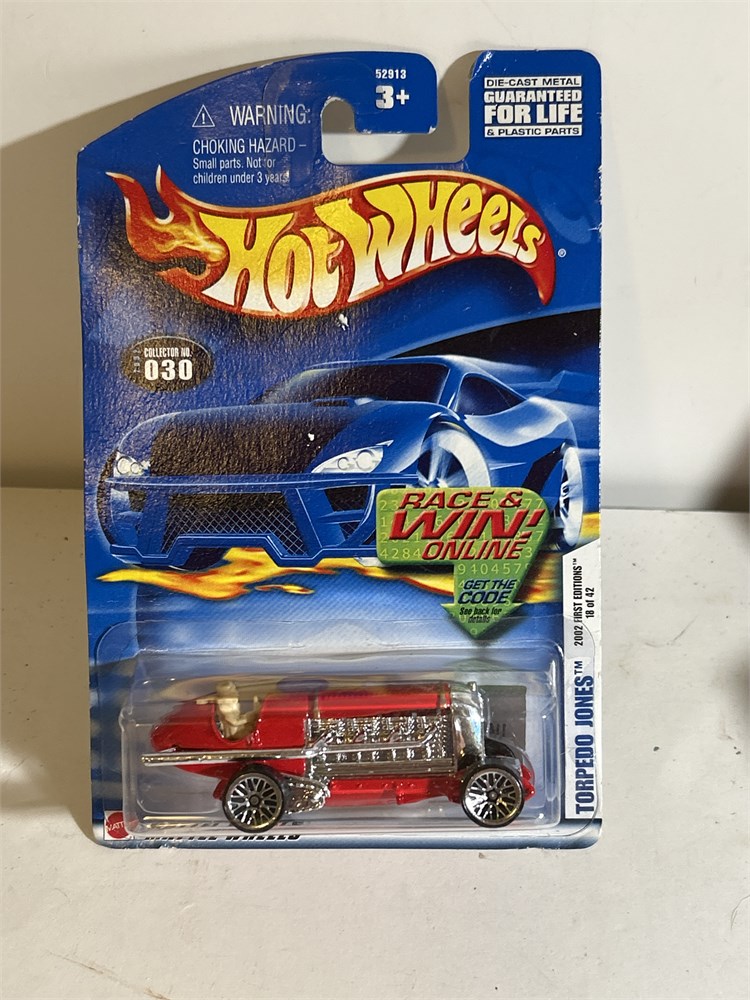 52913
3+
WARNING:
CHOKING HAZARD –
Small parts. Not for
children under 3 years.
DIE-CAST METAL
GUARANTEED
FOR LIFE
& PLASTIC PARTS
HOT WHEELS®
COLLECTOR NO.
030
RACE &
WIN!
ONLINE
4284
94045
GET THE
CODE
See back for
details
2002 FIRST EDITIONS™
18 of 42
TORPEDO JONES™